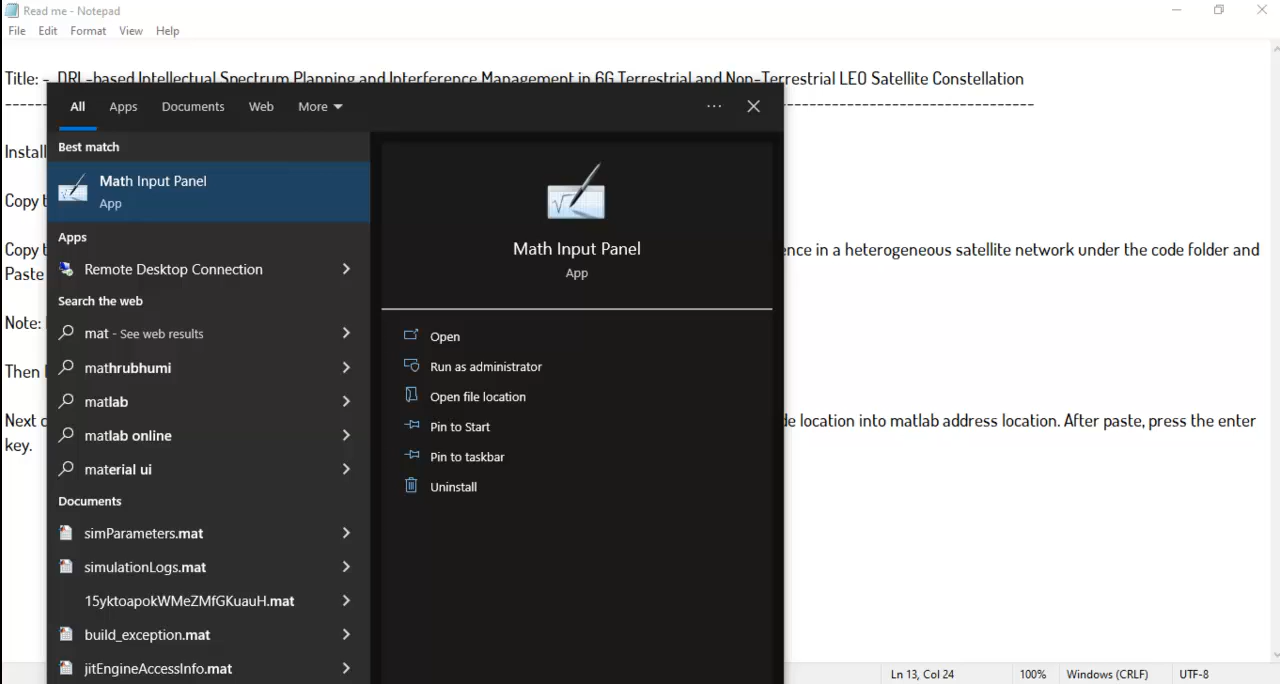 Read me - Notepad
File Edit Format View Help
Title: - DRL-based Intellectual Spectrum Planning and Interference Management in 6G Terrestrial and Non-Terrestrial LEO Satellite Constellation
All Apps Documents Web More
Best match
Install
Math Input Panel
App
Copy t
Apps
Copy t
ence in a heterogeneous satellite network under the code folder and
Math Input Panel
App
Paste
Remote Desktop Connection
Search the web
Note:
mat - See web results
Then
mathrubhumi
matlab
Next c
de location into matlab address location. After paste, press the enter
matlab online
key.
material ui
Documents
simParameters.mat
simulationLogs.mat
15yktoapokWMeZMfGKuauH.mat
build_exception.mat
jitEngineAccessInfo.mat
Open
Run as administrator
Open file location
Pin to Start
Pin to taskbar
Uninstall
Ln 13, Col 24 100% Windows (CRLF) UTF-8